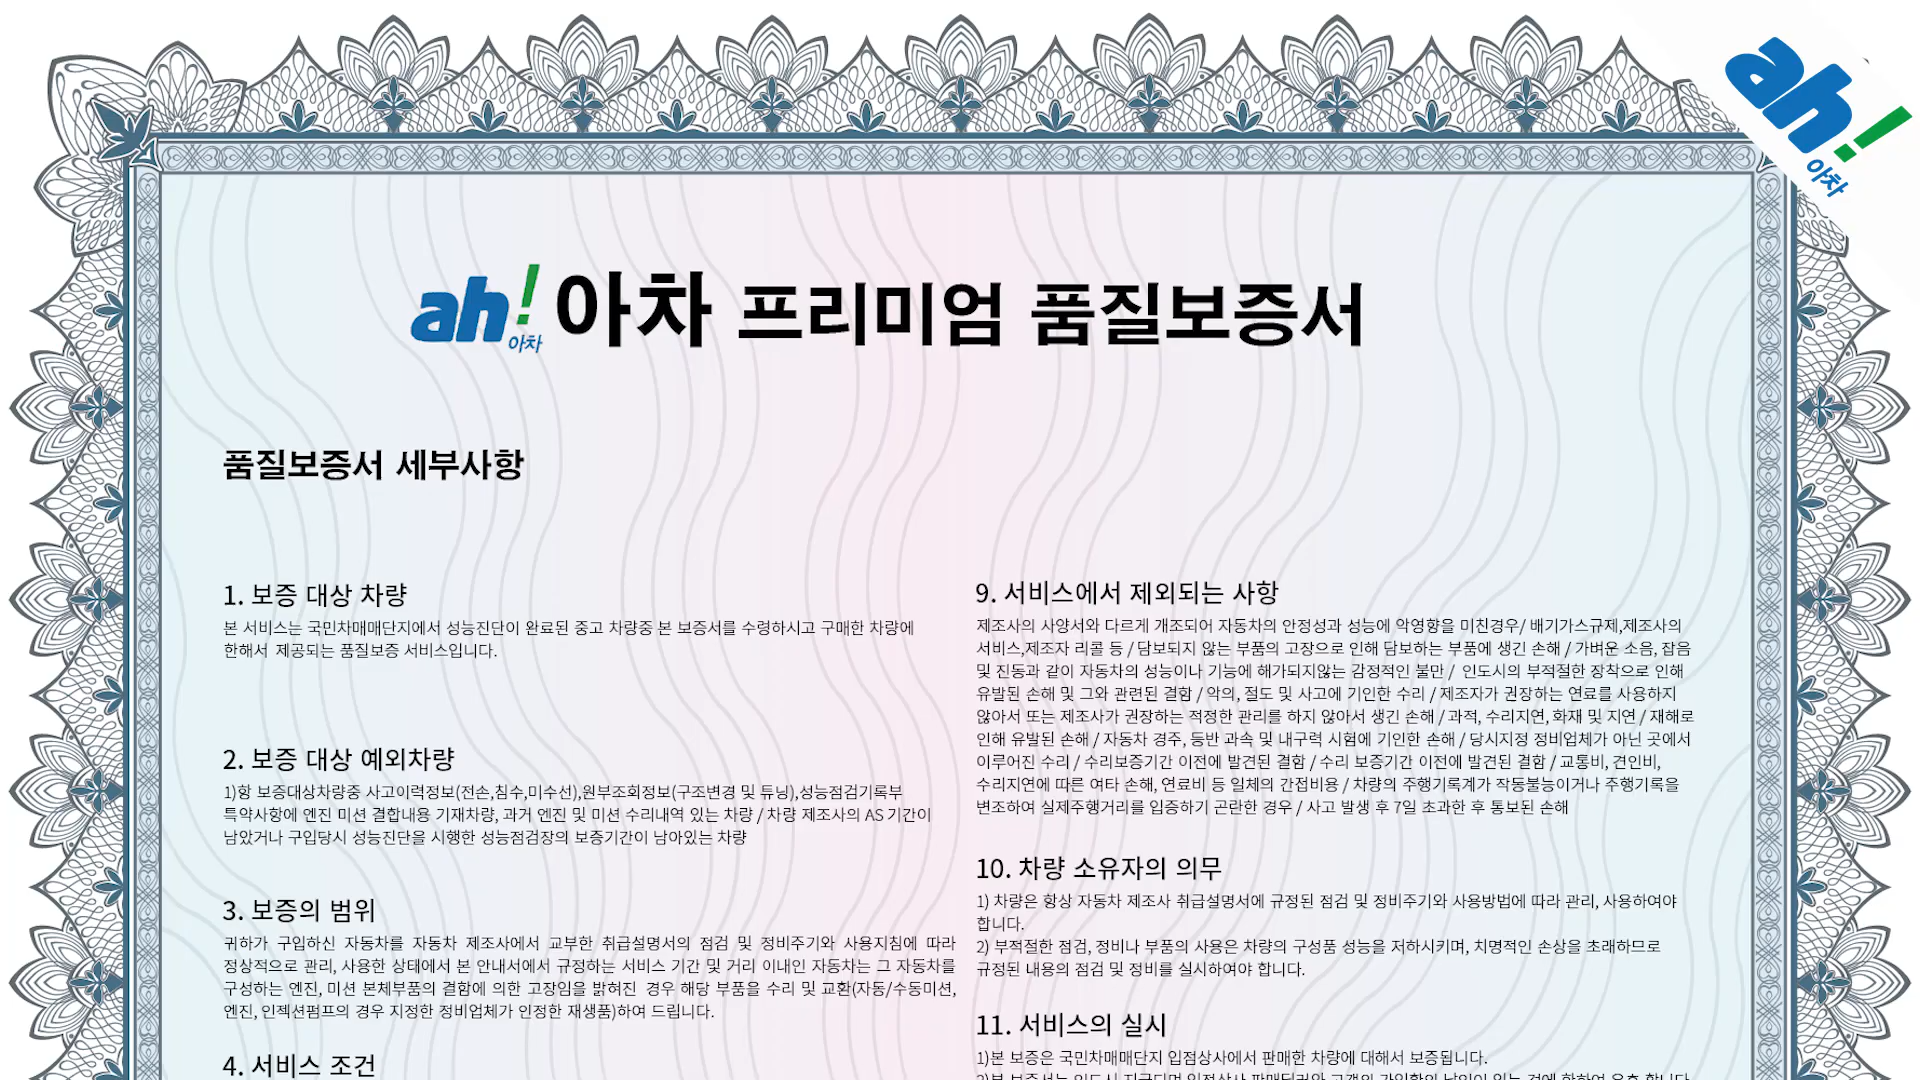 ah!
아차
ah!
아차
아차 프리미엄 품질보증서
품질보증서 세부사항
1. 보증 대상 차량
본 서비스는 국민차매매단지에서 성능진단이 완료된 중고 차량중 본 보증서를 수령하시고 구매한 차량에
한해서 제공되는 품질보증 서비스입니다.
2. 보증 대상 예외차량
1)항 보증대상차량중 사고이력정보(전손,침수,미수선),원부조회정보(구조변경 및 튜닝),성능점검기록부
특약사항에 엔진 미션 결합내용 기재차량, 과거 엔진 및 미션 수리내역 있는 차량 / 차량 제조사의 AS 기간이
남았거나 구입당시 성능진단을 시행한 성능점검장의 보증기간이 남아있는 차량
3. 보증의 범위
귀하가 구입하신 자동차를 자동차 제조사에서 교부한 취급설명서의 점검 및 정비주기와 사용지침에 따라
정상적으로 관리, 사용한 상태에서 본 안내서에서 규정하는 서비스 기간 및 거리 이내인 자동차는 그 자동차를
구성하는 엔진, 미션 본체부품의 결함에 의한 고장임을 밝혀진 경우 해당 부품을 수리 및 교환(자동/수동미션,
엔진, 인젝션펌프의 경우 지정한 정비업체가 인정한 재생품)하여 드립니다.
4. 서비스 조건
9. 서비스에서 제외되는 사항
제조사의 사양서와 다르게 개조되어 자동차의 안정성과 성능에 악영향을 미친경우/ 배기가스규제,제조사의
서비스,제조자 리콜 등 / 담보되지 않는 부품의 고장으로 인해 담보하는 부품에 생긴 손해 / 가벼운 소음, 잡음
및 진동과 같이 자동차의 성능이나 기능에 해가되지않는 감정적인 불만 / 인도시의 부적절한 장착으로 인해
유발된 손해 및 그와 관련된 결함 / 악의, 절도 및 사고에 기인한 수리 / 제조자가 권장하는 연료를 사용하지
않아서 또는 제조사가 권장하는 적정한 관리를 하지 않아서 생긴 손해 / 과적, 수리지연, 화재 및 지연 / 재해로
인해 유발된 손해 / 자동차 경주, 등반 과속 및 내구력 시험에 기인한 손해 / 당시지정 정비업체가 아닌 곳에서
이루어진 수리 / 수리보증기간 이전에 발견된 결함 / 수리 보증기간 이전에 발견된 결함 / 교통비, 견인비,
수리지연에 따른 여타 손해, 연료비 등 일체의 간접비용 / 차량의 주행기록계가 작동불능이거나 주행기록을
변조하여 실제주행거리를 입증하기 곤란한 경우 / 사고 발생 후 7일 초과한 후 통보된 손해
10. 차량 소유자의 의무
1) 차량은 항상 자동차 제조사 취급설명서에 규정된 점검 및 정비주기와 사용방법에 따라 관리, 사용하여야
합니다.
2) 부적절한 점검, 정비나 부품의 사용은 차량의 구성품 성능을 저하시키며, 치명적인 손상을 초래하므로
규정된 내용의 점검 및 정비를 실시하여야 합니다.
11. 서비스의 실시
1)본 보증은 국민차매매단지 입점상사에서 판매한 차량에 대해서 보증됩니다.